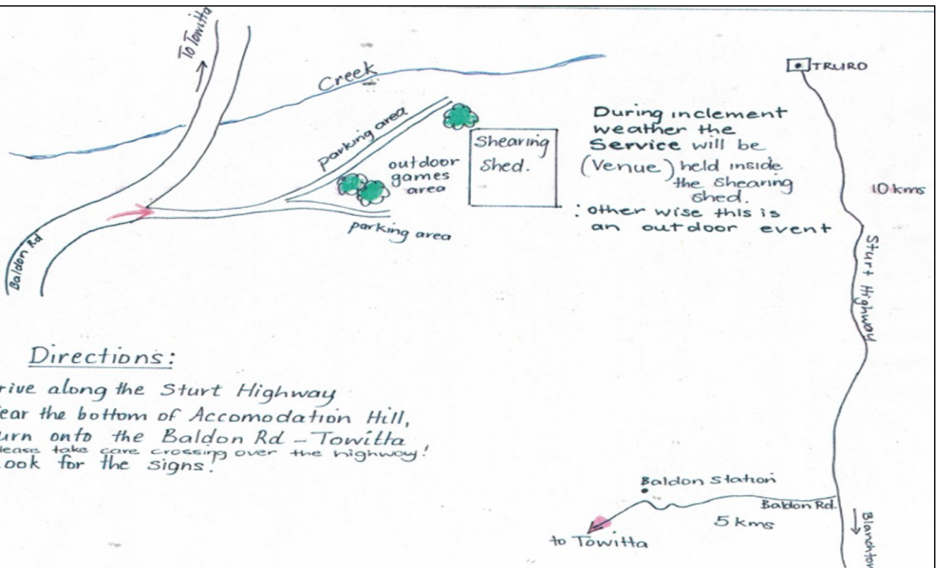 To Towitta
Creek
parking area
outdoor
games
area
Shearing
Shed.
parking area
Baldon Rd
During inclement
weather the
Service will be
(Venue) held inside
the Shearing
shed.
: other wise this is
an outdoor event
TRURO
10 kms
Sturt Highway
Directions:
rive along the Sturt Highway
ear the bottom of Accomodation Hill,
urn onto the Baldon Rd - Towitta
lease take care crossing over the highway!
ook for the signs!
Baldon Station
Baldon Rd.
5 kms
to Towitta
Blanchtow